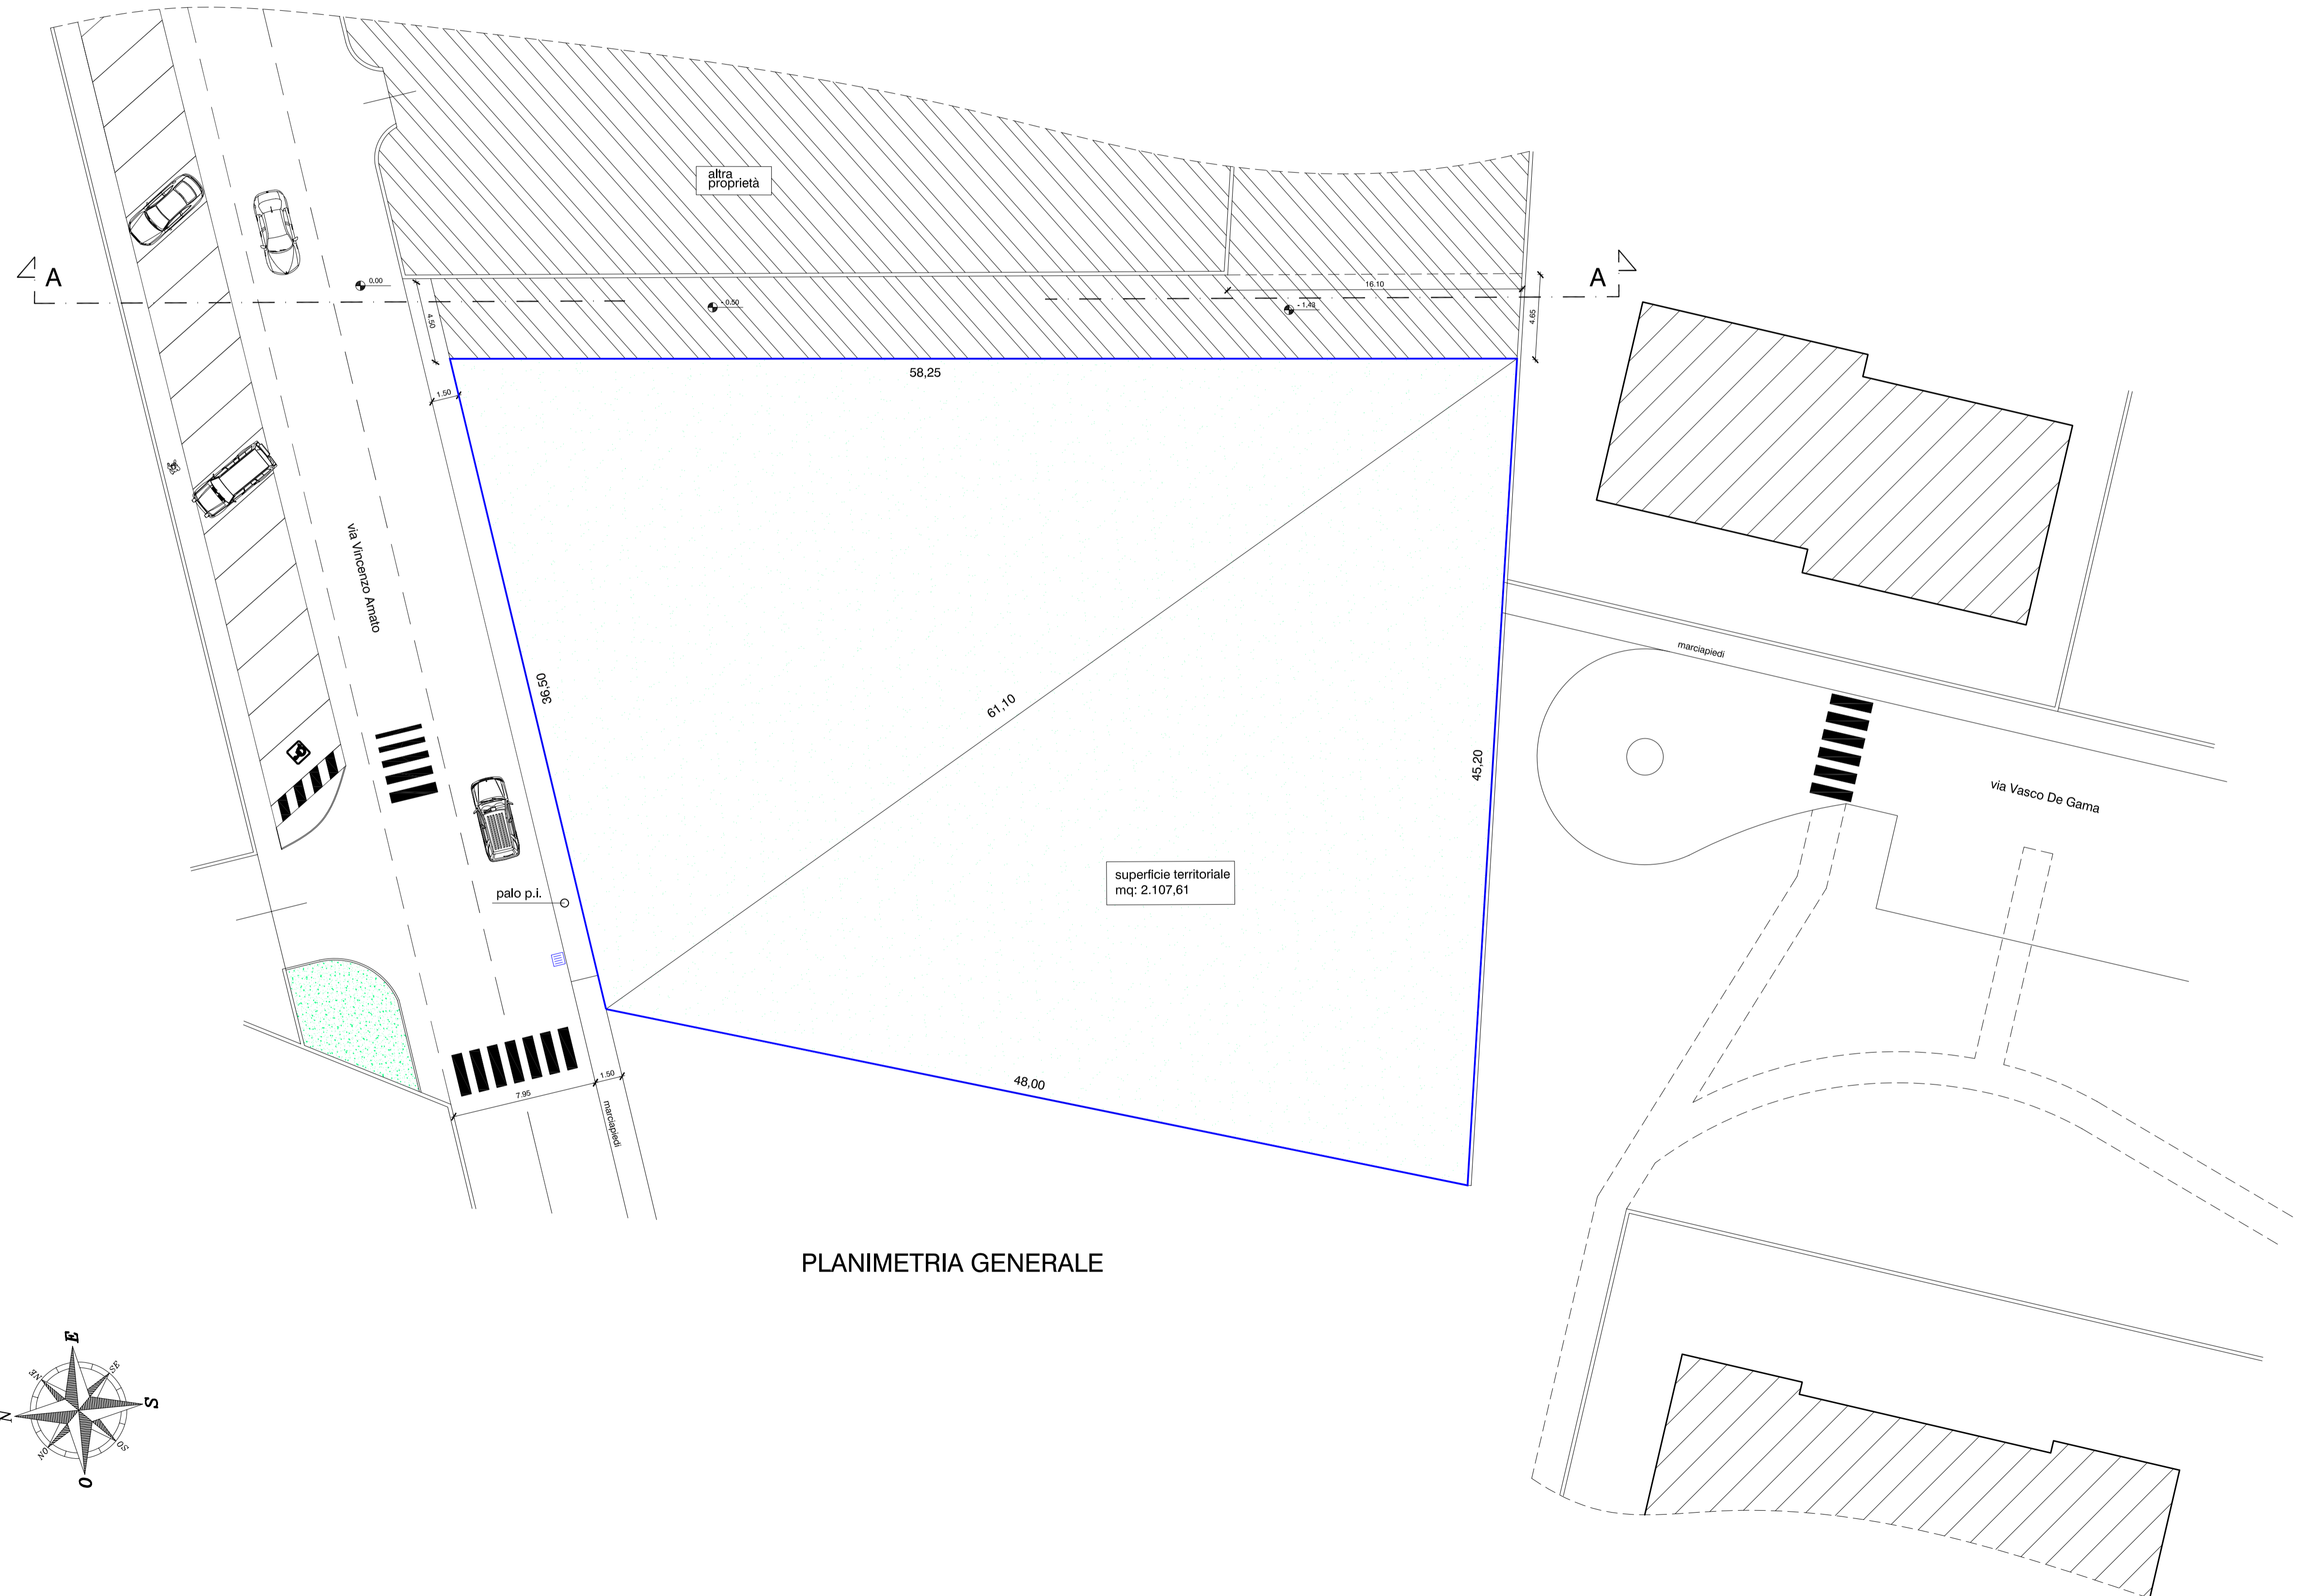 altra
proprietà
A
A
0,00
- 0.50
16.10
- 1,49
4.50
4.65
58,25
1.50
via Vincenzo Amato
marciapiedi
36,50
61,10
45,20
via Vasco De Gama
superficie territoriale
mq: 2.107,61
palo p.i.
48,00
1.50
7.95
marciapiedi
PLANIMETRIA GENERALE
E
NE
SE
N
S
NO
SO
O